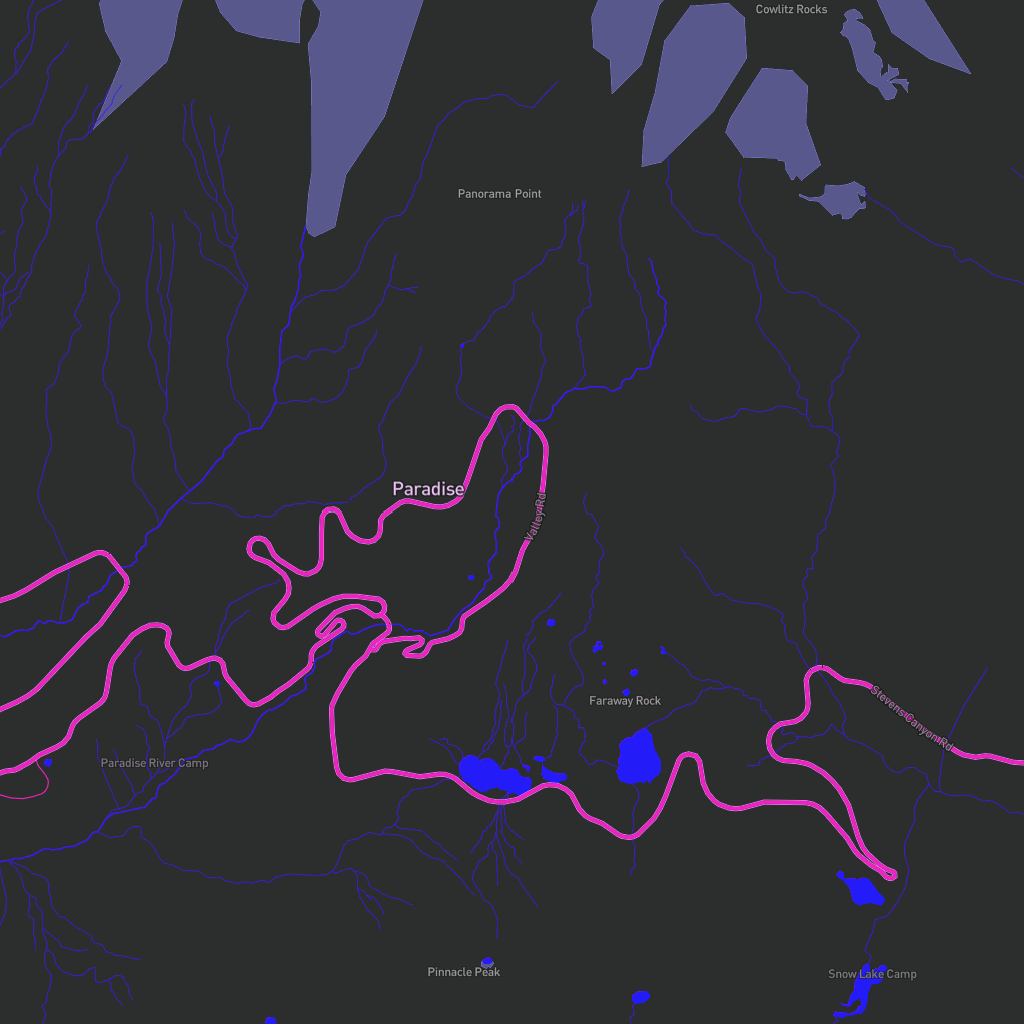 Cowlitz Rocks
Panorama Point
Paradise
Valley Rd
Faraway Rock
Stevens Canyon Rd
Paradise River Camp
Pinnacle Peak
Snow Lake Camp